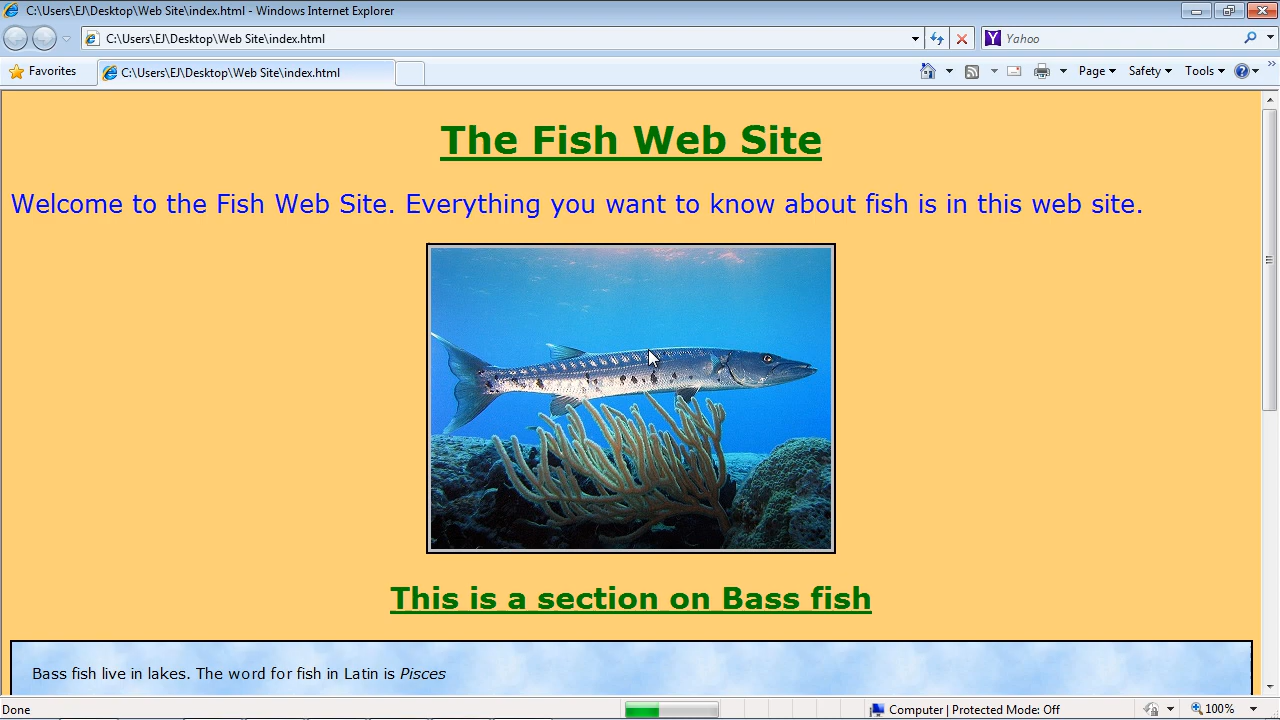 C:\Users\EJ\Desktop\Web Site\index.html - Windows Internet Explorer
C:\Users\EJ\Desktop\Web Site\index.html
Yahoo
Favorites
C:\Users\EJ\Desktop\Web Site\index.html
Page
Safety
Tools
The Fish Web Site
Welcome to the Fish Web Site. Everything you want to know about fish is in this web site.
This is a section on Bass fish
Bass fish live in lakes. The word for fish in Latin is Pisces
Done
Computer | Protected Mode: Off
100%